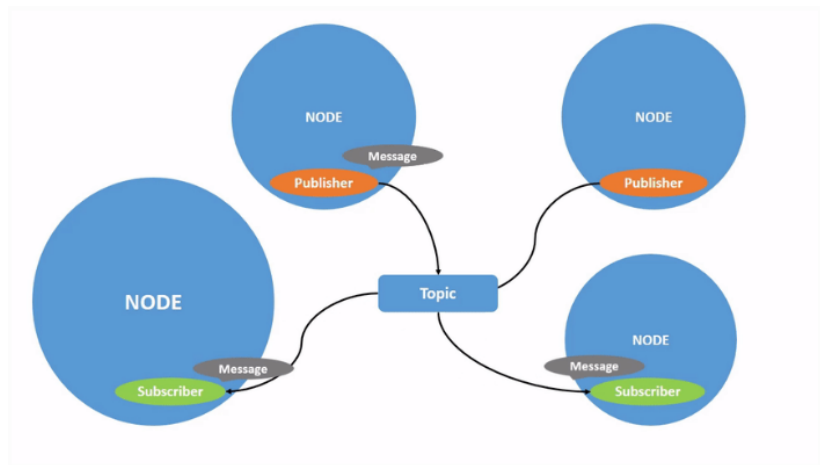 NODE
Message
Publisher
NODE
Publisher
NODE
Message
Subscriber
Topic
NODE
Message
Subscriber